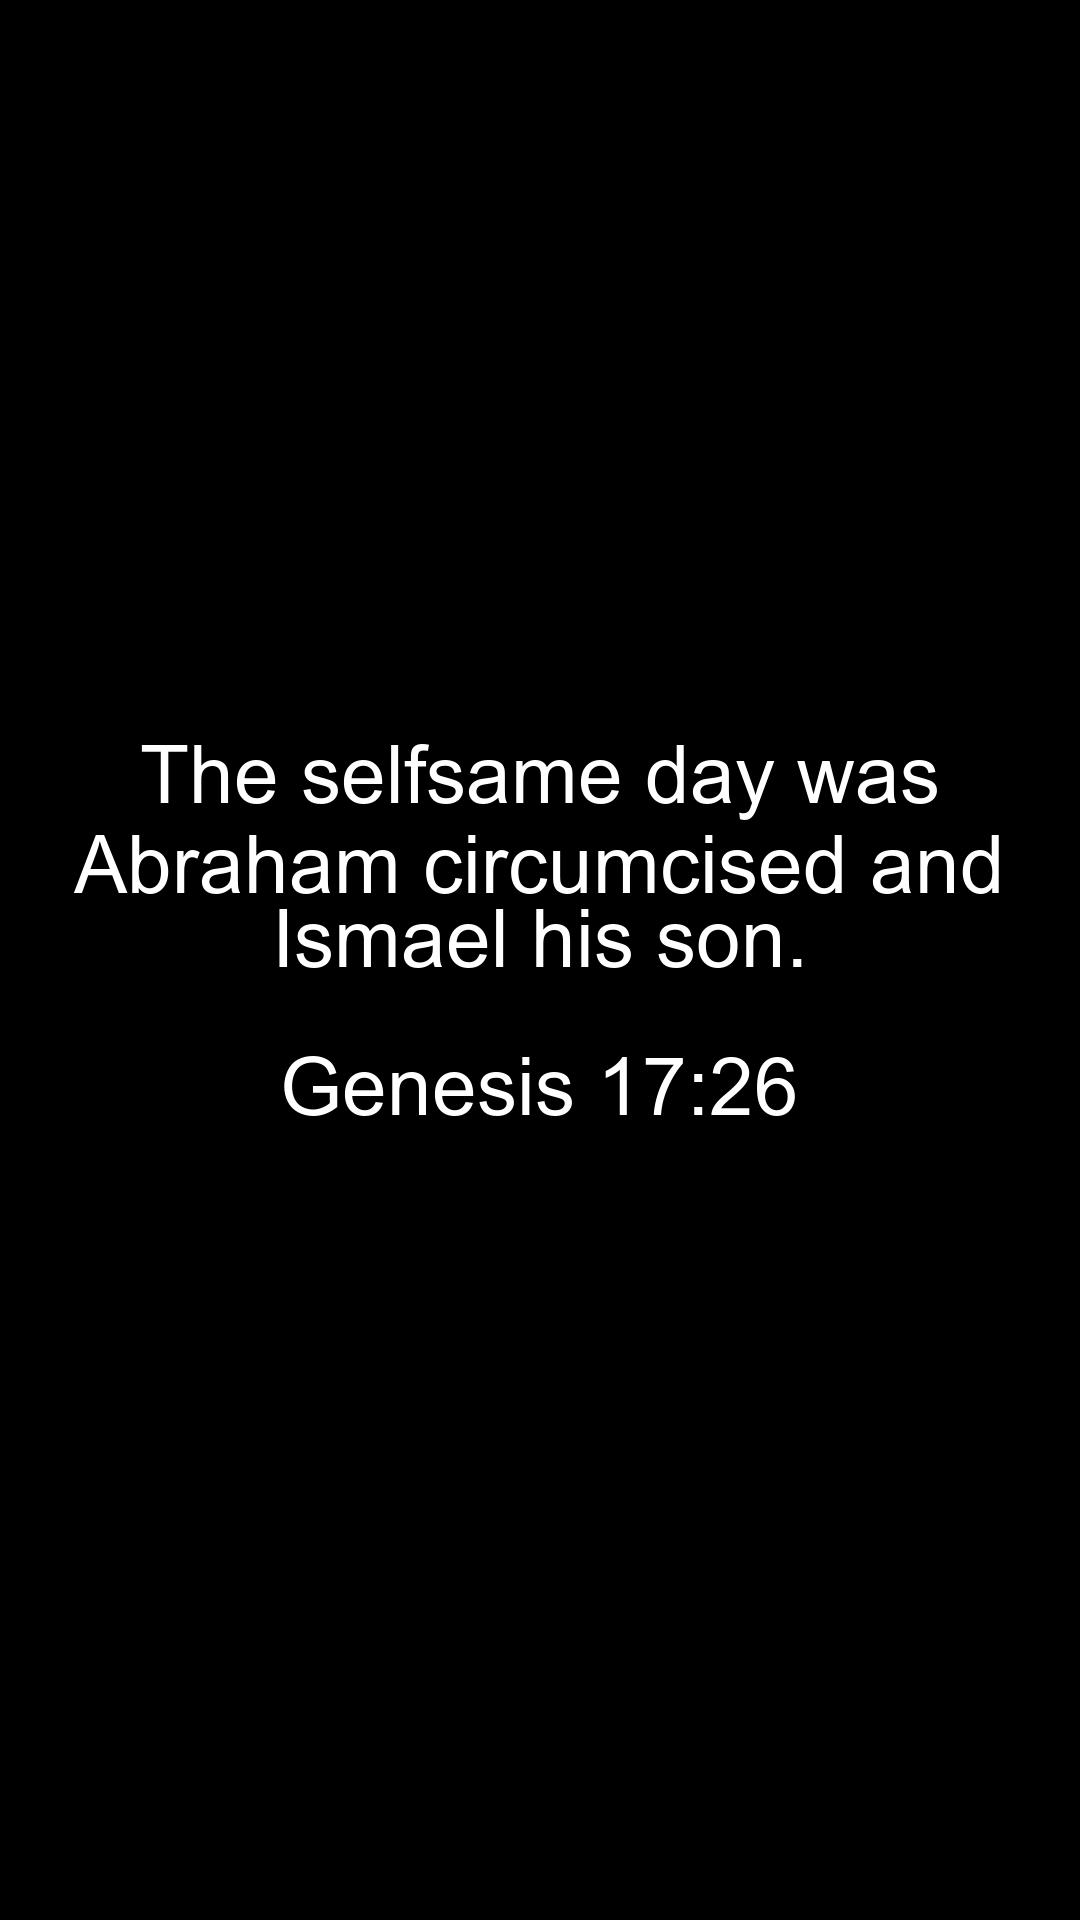 The selfsame day was
Abraham circumcised and
Ismael his son.
Genesis 17:26